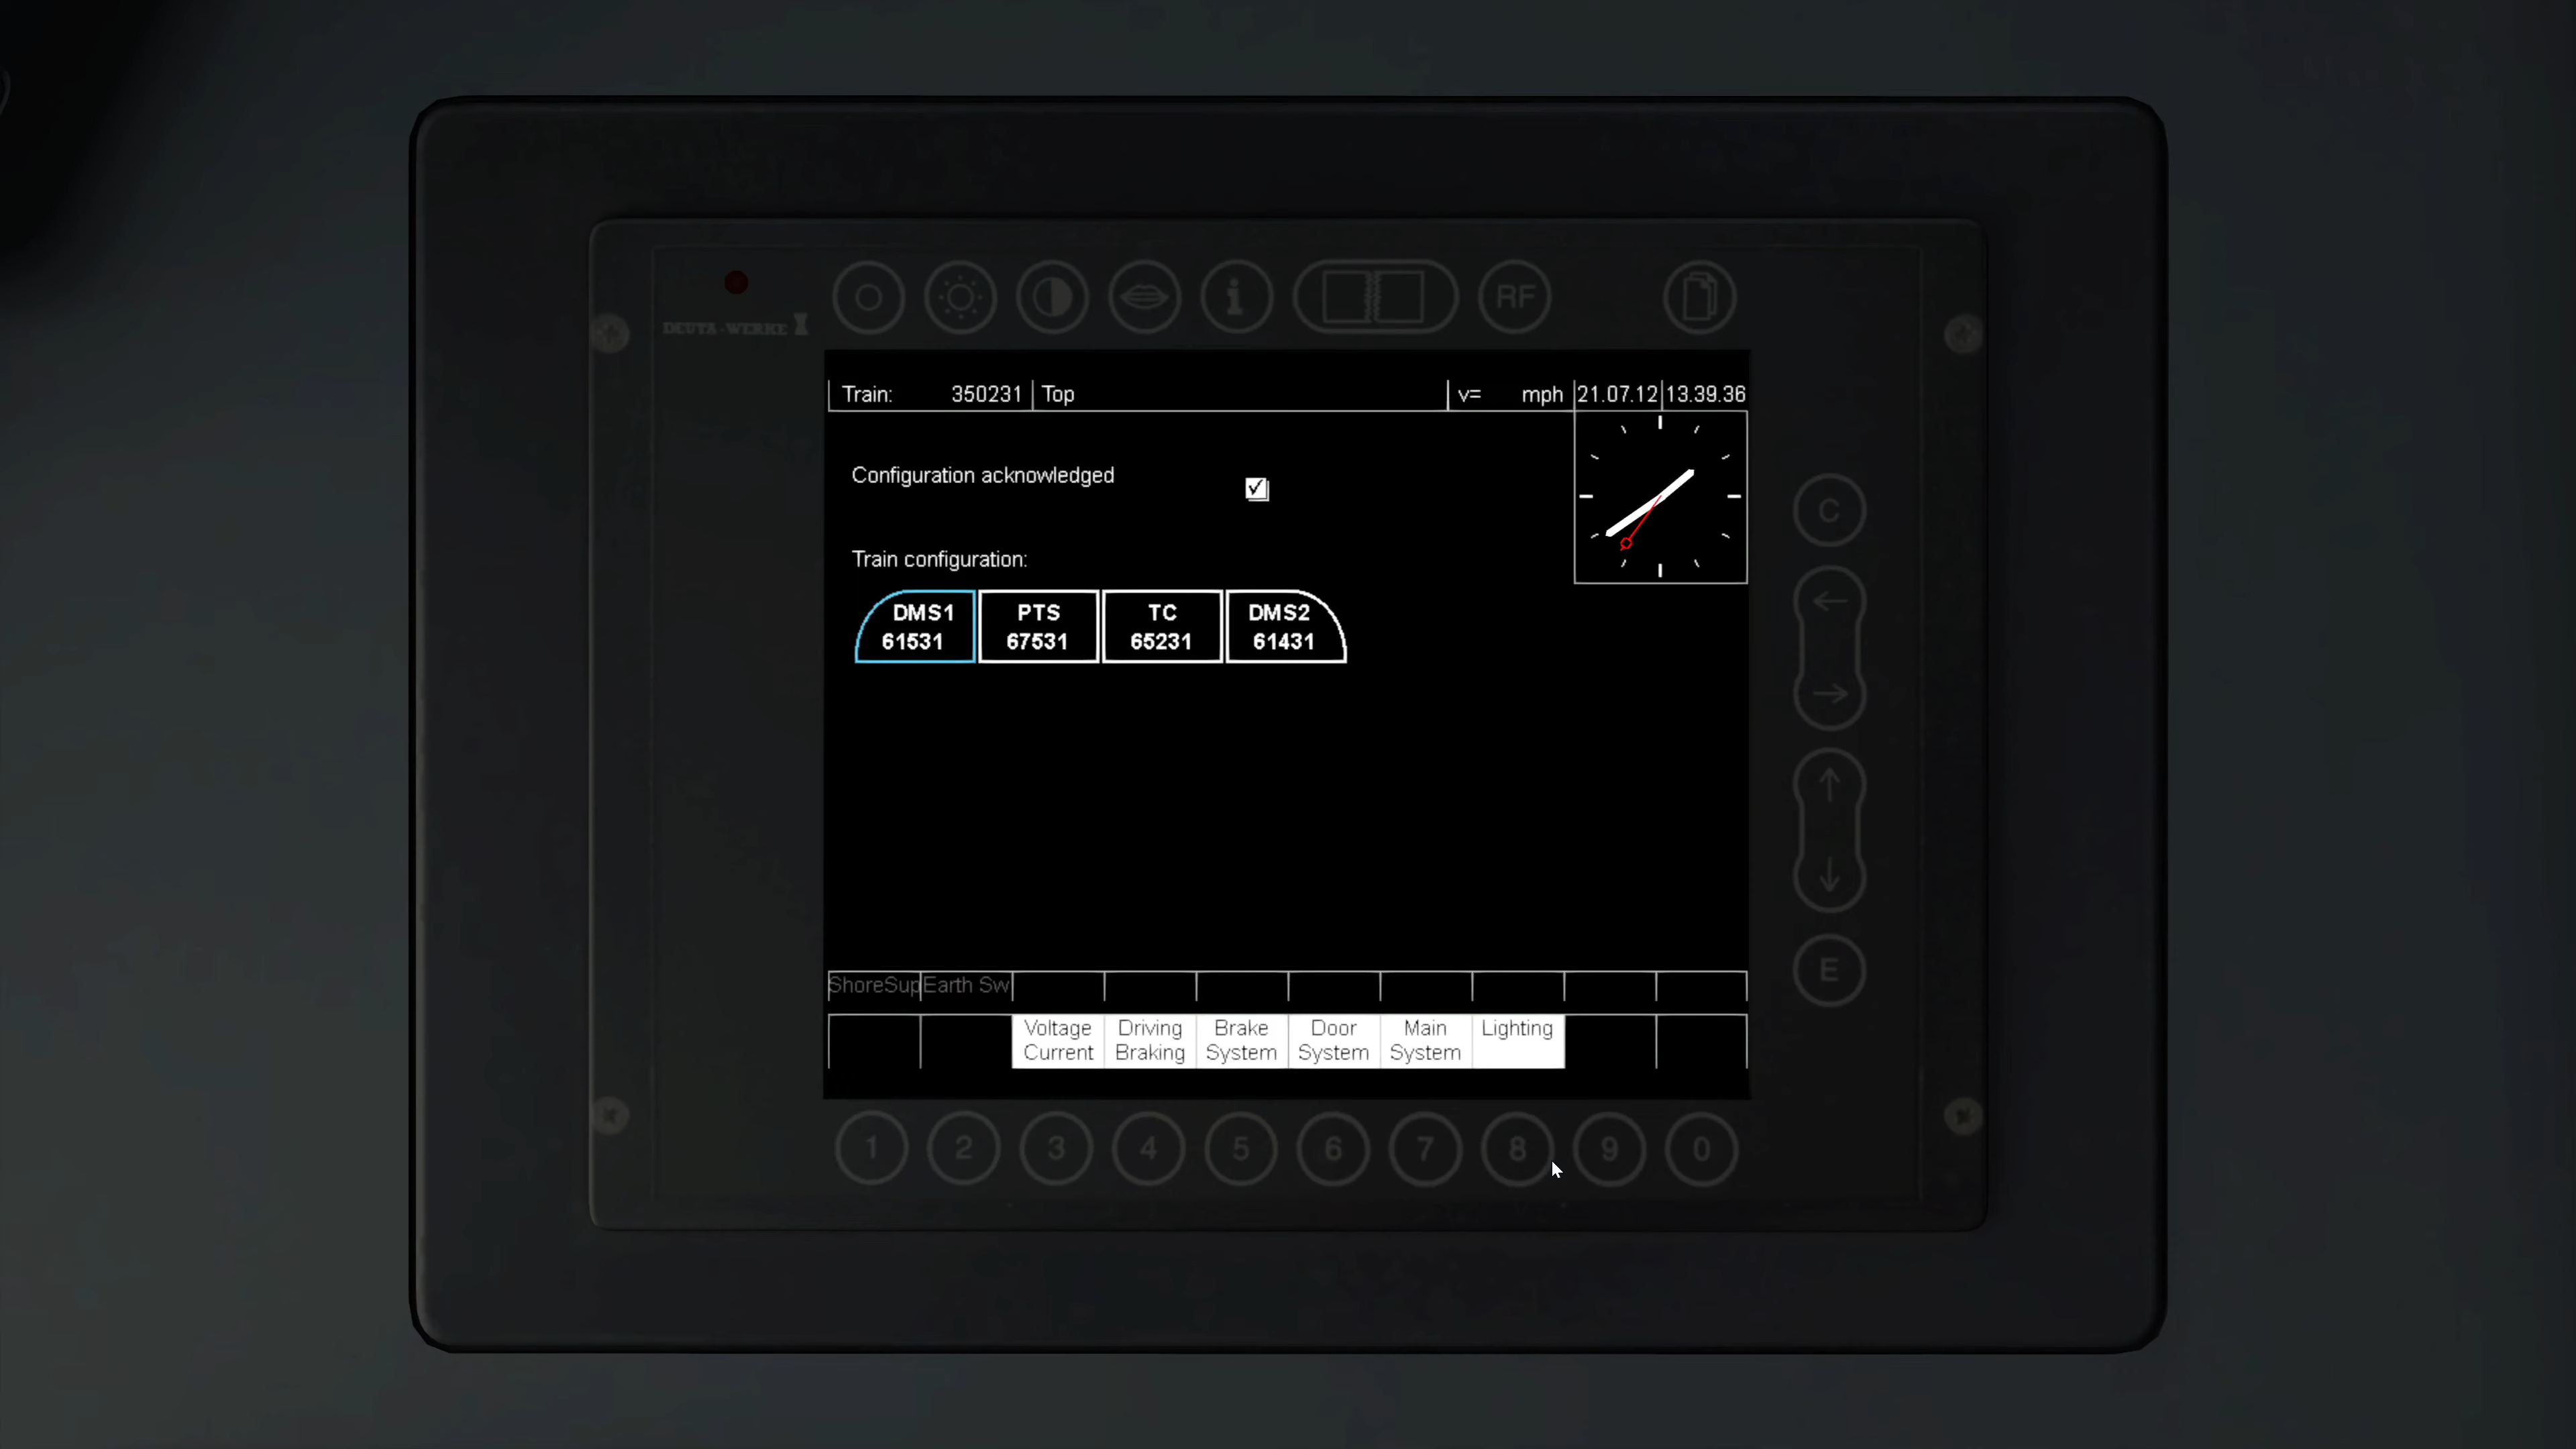 RF
DEUTA-WERKE
Train: 350231 Top v= mph 21.07.12 13.39.36
Configuration acknowledged
Train configuration:
DMS1 PTS TC DMS2
61531 67531 65231 61431
C
E
ShoreSup Earth Sw
Voltage Driving Brake Door Main Lighting
Current Braking System System System
1 2 3 4 5 6 7 8 9 0